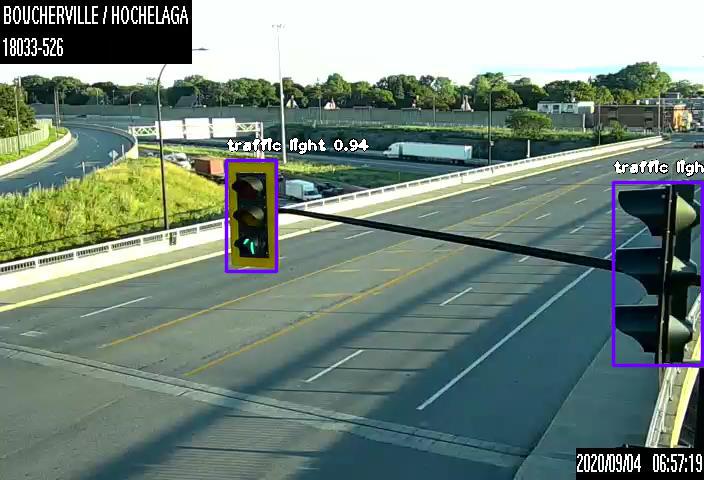 BOUCHERVILLE / HOCHELAGA
18033-526
traffic light 0.94
traffic ligh
2020/09/04 06:57:19